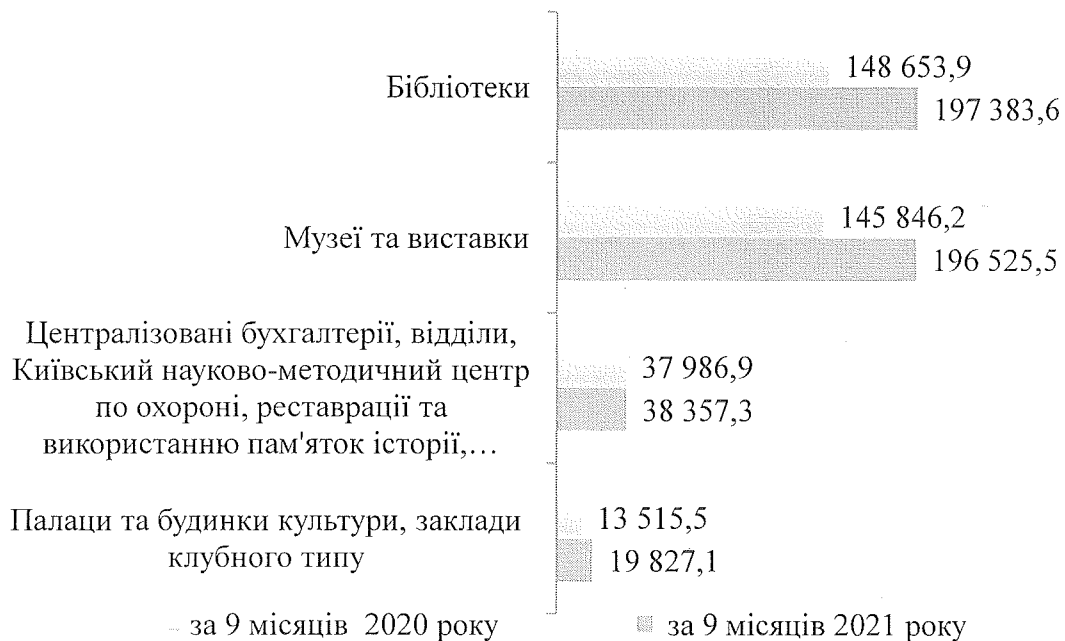 Бібліотеки
148 653,9
197 383,6
Музеї та виставки
145 846,2
196 525,5
Централізовані бухгалтерії, відділи,
Київський науково-методичний центр
по охороні, реставрації та
використанню пам'яток історії,…
37 986,9
38 357,3
Палаци та будинки культури, заклади
клубного типу
13 515,5
19 827,1
за 9 місяців 2020 року
за 9 місяців 2021 року